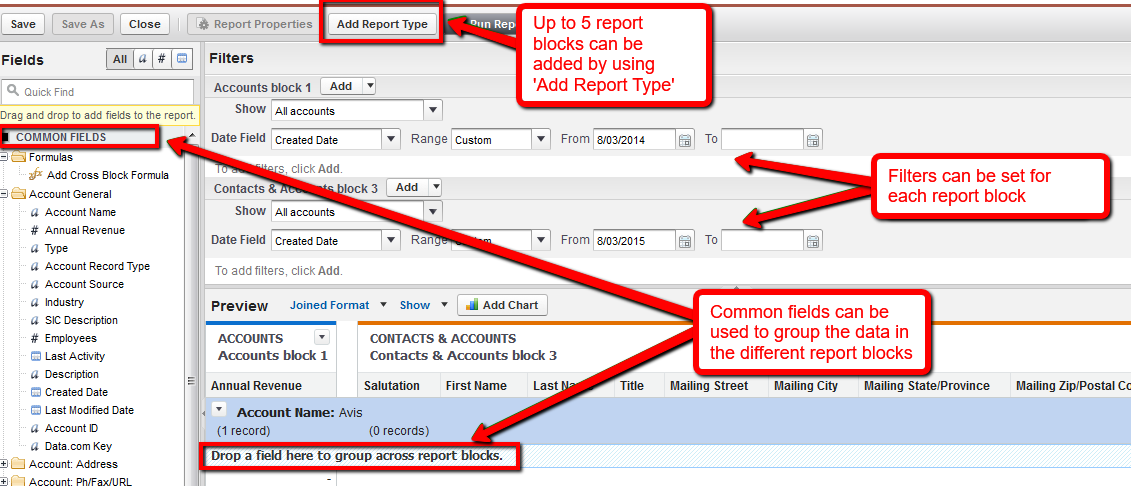 Save
Save As
Close
Report Properties
Add Report Type
Run Rep
Up to 5 report
blocks can be
added by using
'Add Report Type'
Fields
All
a
#
Quick Find
Drag and drop to add fields to the report.
COMMON FIELDS
Formulas
fx Add Cross Block Formula
Account General
a Account Name
# Annual Revenue
a Type
a Account Record Type
a Account Source
a Industry
a SIC Description
# Employees
Last Activity
a Description
Created Date
Last Modified Date
a Account ID
a Data.com Key
Account: Address
Account: Ph/Fax/URL
Filters
Accounts block 1 Add
Show All accounts
Date Field Created Date Range Custom From 8/03/2014 To
To add filters, click Add.
Contacts & Accounts block 3 Add
Show All accounts
Date Field Created Date Range From 8/03/2015 To
To add filters, click Add.
Filters can be set for
each report block
Preview Joined Format Show Add Chart
Common fields can be
used to group the data in
the different report blocks
ACCOUNTS
Accounts block 1
CONTACTS & ACCOUNTS
Contacts & Accounts block 3
Annual Revenue Salutation First Name Last Title Mailing Street Mailing City Mailing State/Province Mailing Zip/Postal Co
Account Name: Avis
(1 record) (0 records)
Drop a field here to group across report blocks.
-